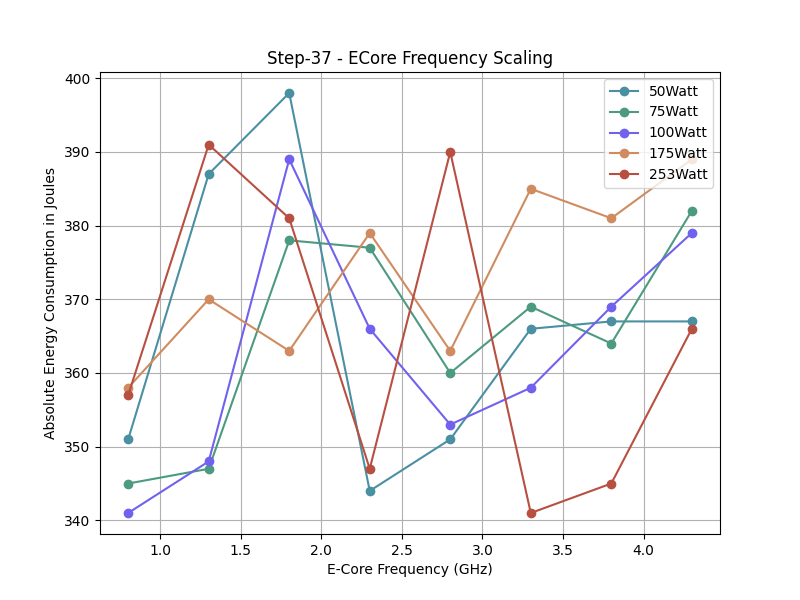 Step-37 - ECore Frequency Scaling
Absolute Energy Consumption in Joules
400
390
380
370
360
350
340
50Watt
75Watt
100Watt
175Watt
253Watt
1.0
1.5
2.0
2.5
3.0
3.5
4.0
E-Core Frequency (GHz)